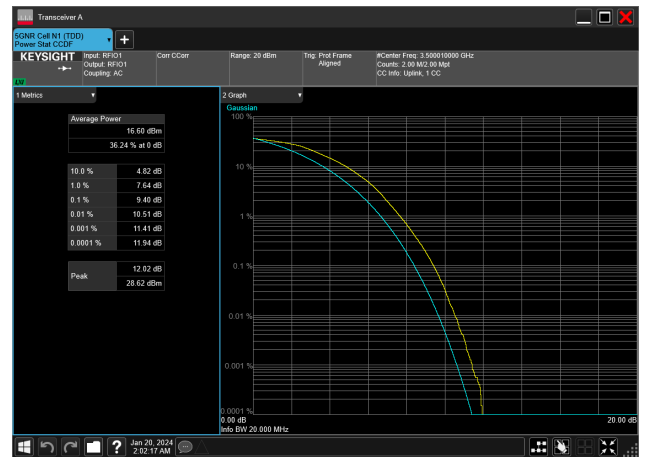 Transceiver A
5GNR Cell N1 (TDD)
Power Stat CCDF
KEYSIGHT
LXI
Input: RFIO1
Output: RFIO1
Coupling: AC
Corr CCorr
Range: 20 dBm
Trig: Prot Frame
Aligned
#Center Freq: 3.500010000 GHz
Counts: 2.00 M/2.00 Mpt
CC Info: Uplink, 1 CC
1 Metrics
Average Power
16.60 dBm
36.24 % at 0 dB
10.0 % 4.82 dB
1.0 % 7.64 dB
0.1 % 9.40 dB
0.01 % 10.51 dB
0.001 % 11.41 dB
0.0001 % 11.94 dB
Peak 12.02 dB
28.62 dBm
2 Graph
Gaussian
100 %
10 %
1 %
0.1 %
0.01 %
0.001 %
0.0001 %
0.00 dB 20.00 dB
Info BW 20.000 MHz
Jan 20, 2024
2:02:17 AM